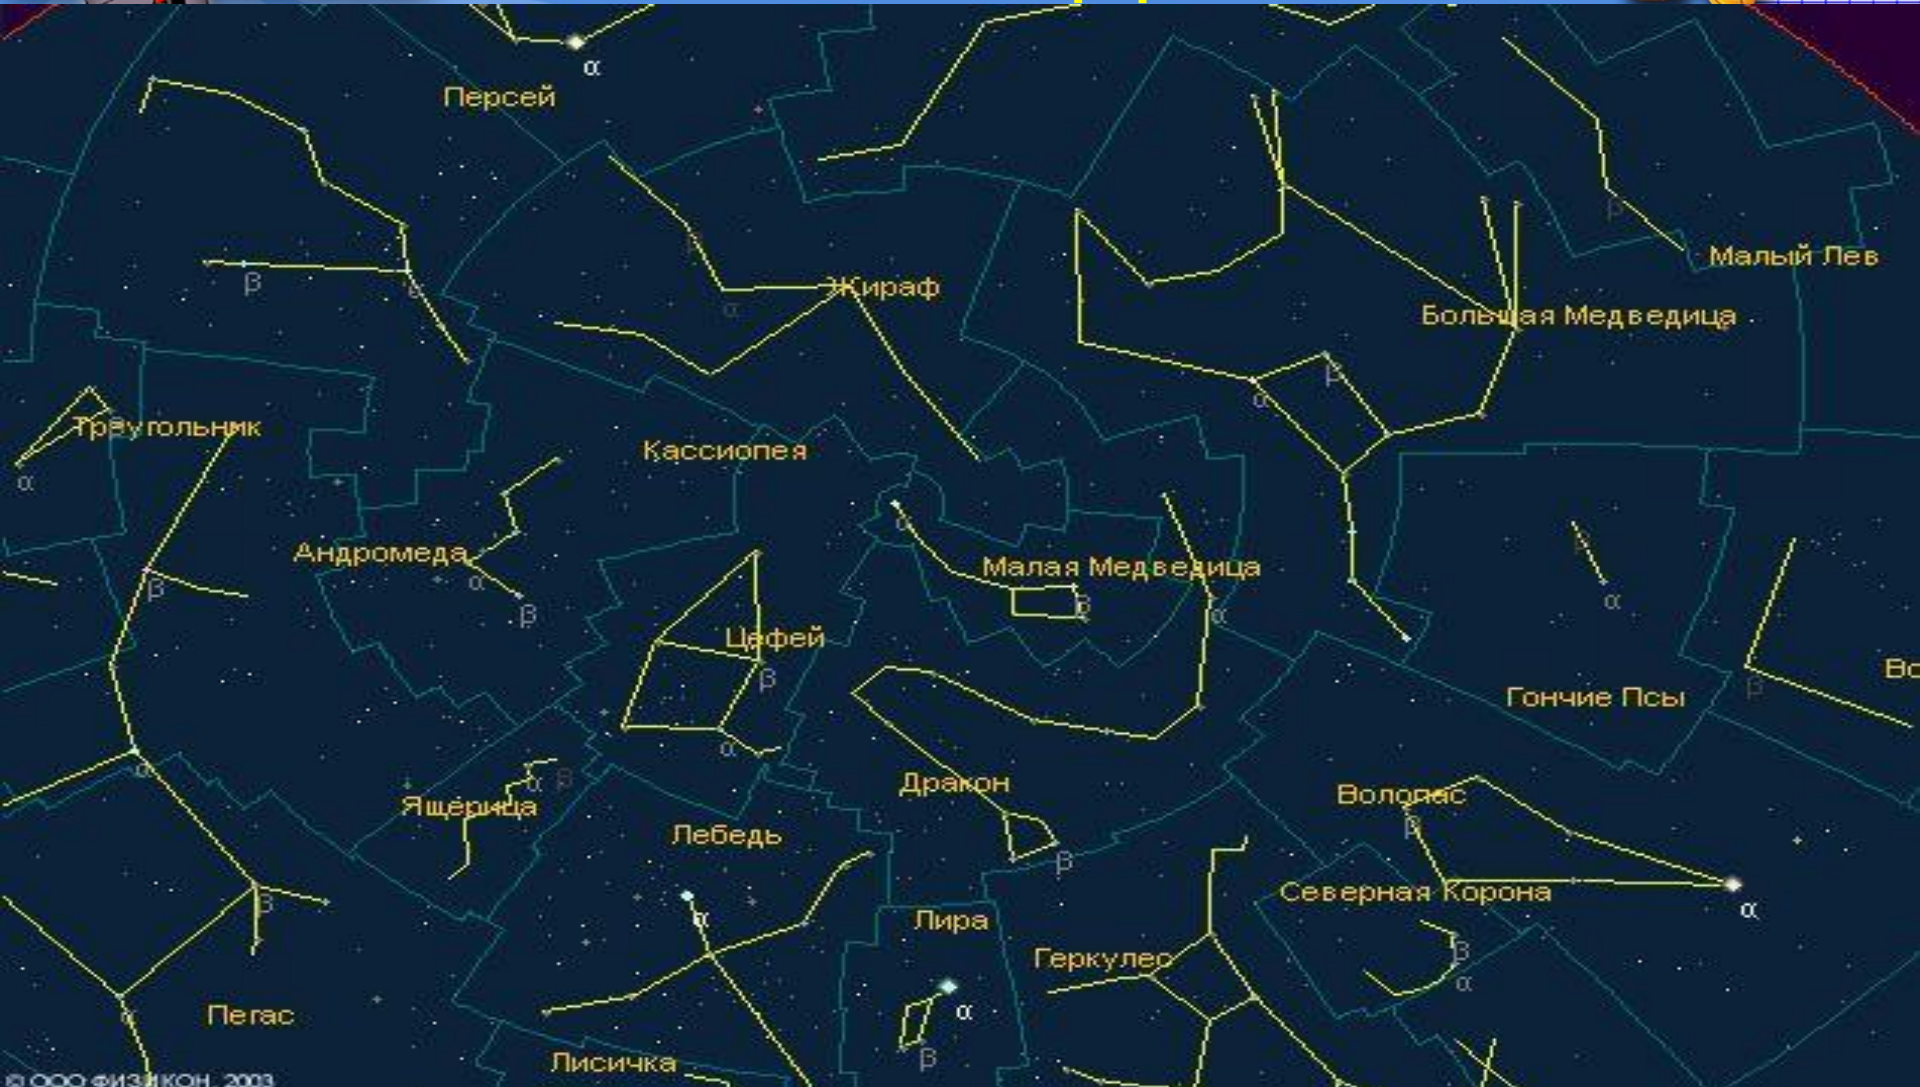 α
Персей
β
Малый Лев
β
α
β
Жираф
α
Большая Медведица
β
α
Треугольник
β
α
Кассиопея
α
Андромеда
Малая Медведица
β
α
β
α
β
β
α
Цефей
β
Гончие Псы
β
Во
α
α
Дракон
Ящерица
α
β
Волопас
β
Лебедь
β
Северная Корона
α
β
α
Лира
β
Геркулес
α
Пегас
α
α
β
Лисичка
© ООО ФИЗИКОН, 2003